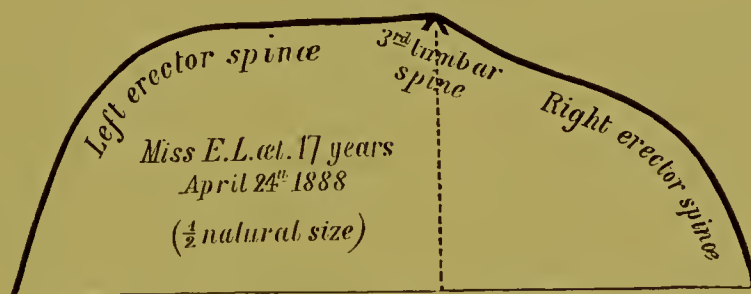 Left erector spinæ
3rd lumbar
spine
Right erector spinæ
Miss E.L. æt. 17 years
April 24th 1888
(½ natural size)